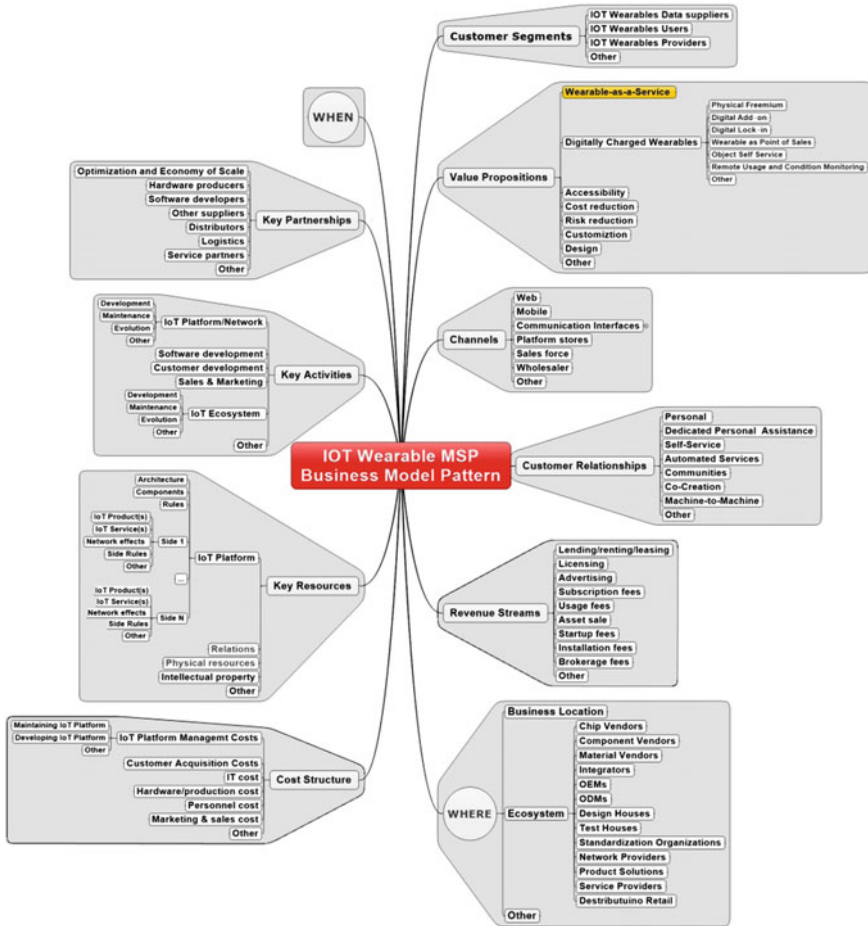 Customer Segments
IOT Wearables Data suppliers
IOT Wearables Users
IOT Wearables Providers
Other
WHEN
Value Propositions
Wearable-as-a-Service
Digitally Charged Wearables
Physical Freemium
Digital Add -on
Digital Lock -in
Wearable as Point of Sales
Object Self Service
Remote Usage and Condition Monitoring
Other
Accessibility
Cost reduction
Risk reduction
Customiztion
Design
Other
Key Partnerships
Optimization and Economy of Scale
Hardware producers
Software developers
Other suppliers
Distributors
Logistics
Service partners
Other
Channels
Web
Mobile
Communication Interfaces
Platform stores
Sales force
Wholesaler
Other
Key Activities
IoT Platform/Network
Development
Maintenance
Evolution
Other
Software development
Customer development
Sales & Marketing
IoT Ecosystem
Development
Maintenance
Evolution
Other
Other
IOT Wearable MSP
Business Model Pattern
Customer Relationships
Personal
Dedicated Personal Assistance
Self-Service
Automated Services
Communities
Co-Creation
Machine-to-Machine
Other
Key Resources
IoT Platform
Architecture
Components
Rules
Side 1
IoT Product(s)
IoT Service(s)
Network effects
Side Rules
Other
...
Side N
IoT Product(s)
IoT Service(s)
Network effects
Side Rules
Other
Relations
Physical resources
Intellectual property
Other
Revenue Streams
Lending/renting/leasing
Licensing
Advertising
Subscription fees
Usage fees
Asset sale
Startup fees
Installation fees
Brokerage fees
Other
Cost Structure
IoT Platform Managemt Costs
Maintaining IoT Platform
Developing IoT Platform
Other
Customer Acquisition Costs
IT cost
Hardware/production cost
Personnel cost
Marketing & sales cost
Other
WHERE
Business Location
Ecosystem
Chip Vendors
Component Vendors
Material Vendors
Integrators
OEMs
ODMs
Design Houses
Test Houses
Standardization Organizations
Network Providers
Product Solutions
Service Providers
Destributuino Retail
Other